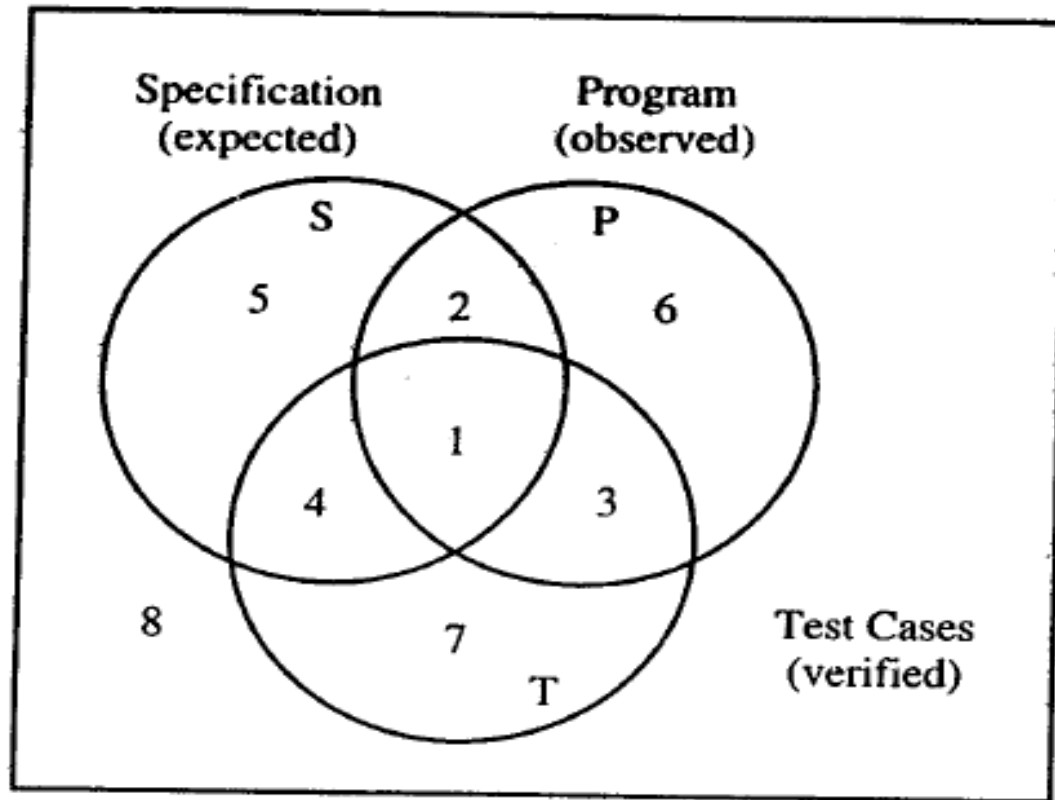 Specification
(expected)
Program
(observed)
S
P
5
2
6
1
4
3
8
7
Test Cases
(verified)
T